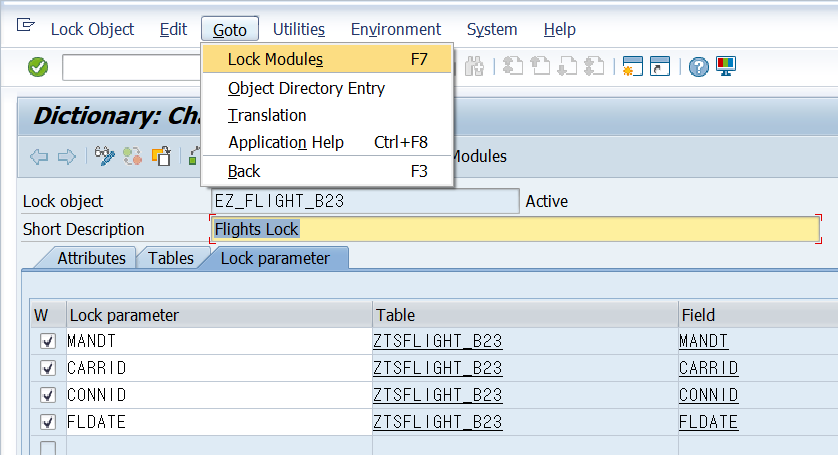 Lock Object Edit Goto Utilities Environment System Help
Lock Modules F7
Object Directory Entry
Translation
Application Help Ctrl+F8
Back F3
Dictionary: Cha
Modules
Lock object EZ_FLIGHT_B23 Active
Short Description Flights Lock
Attributes Tables Lock parameter
W Lock parameter Table Field
MANDT ZTSFLIGHT_B23 MANDT
CARRID ZTSFLIGHT_B23 CARRID
CONNID ZTSFLIGHT_B23 CONNID
FLDATE ZTSFLIGHT_B23 FLDATE